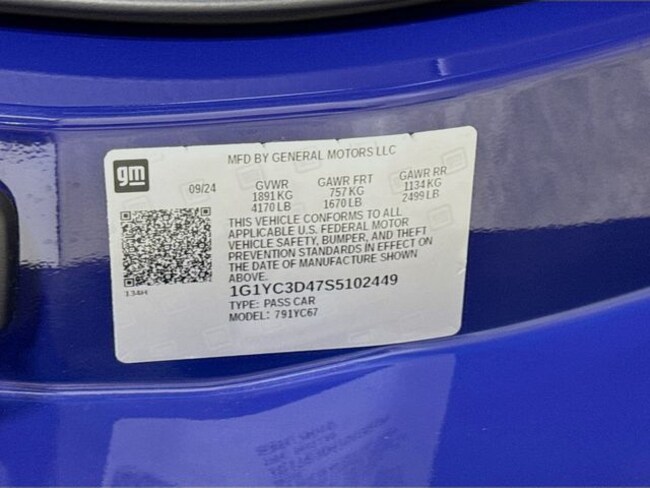 gm
MFD BY GENERAL MOTORS LLC
09/24 GVWR GAWR FRT GAWR RR
1891 KG 757 KG 1134 KG
4170 LB 1670 LB 2499 LB
THIS VEHICLE CONFORMS TO ALL
APPLICABLE U.S. FEDERAL MOTOR
VEHICLE SAFETY, BUMPER, AND THEFT
PREVENTION STANDARDS IN EFFECT ON
THE DATE OF MANUFACTURE SHOWN
ABOVE.
1G1YC3D47S5102449
TYPE: PASS CAR
MODEL: 791YC67